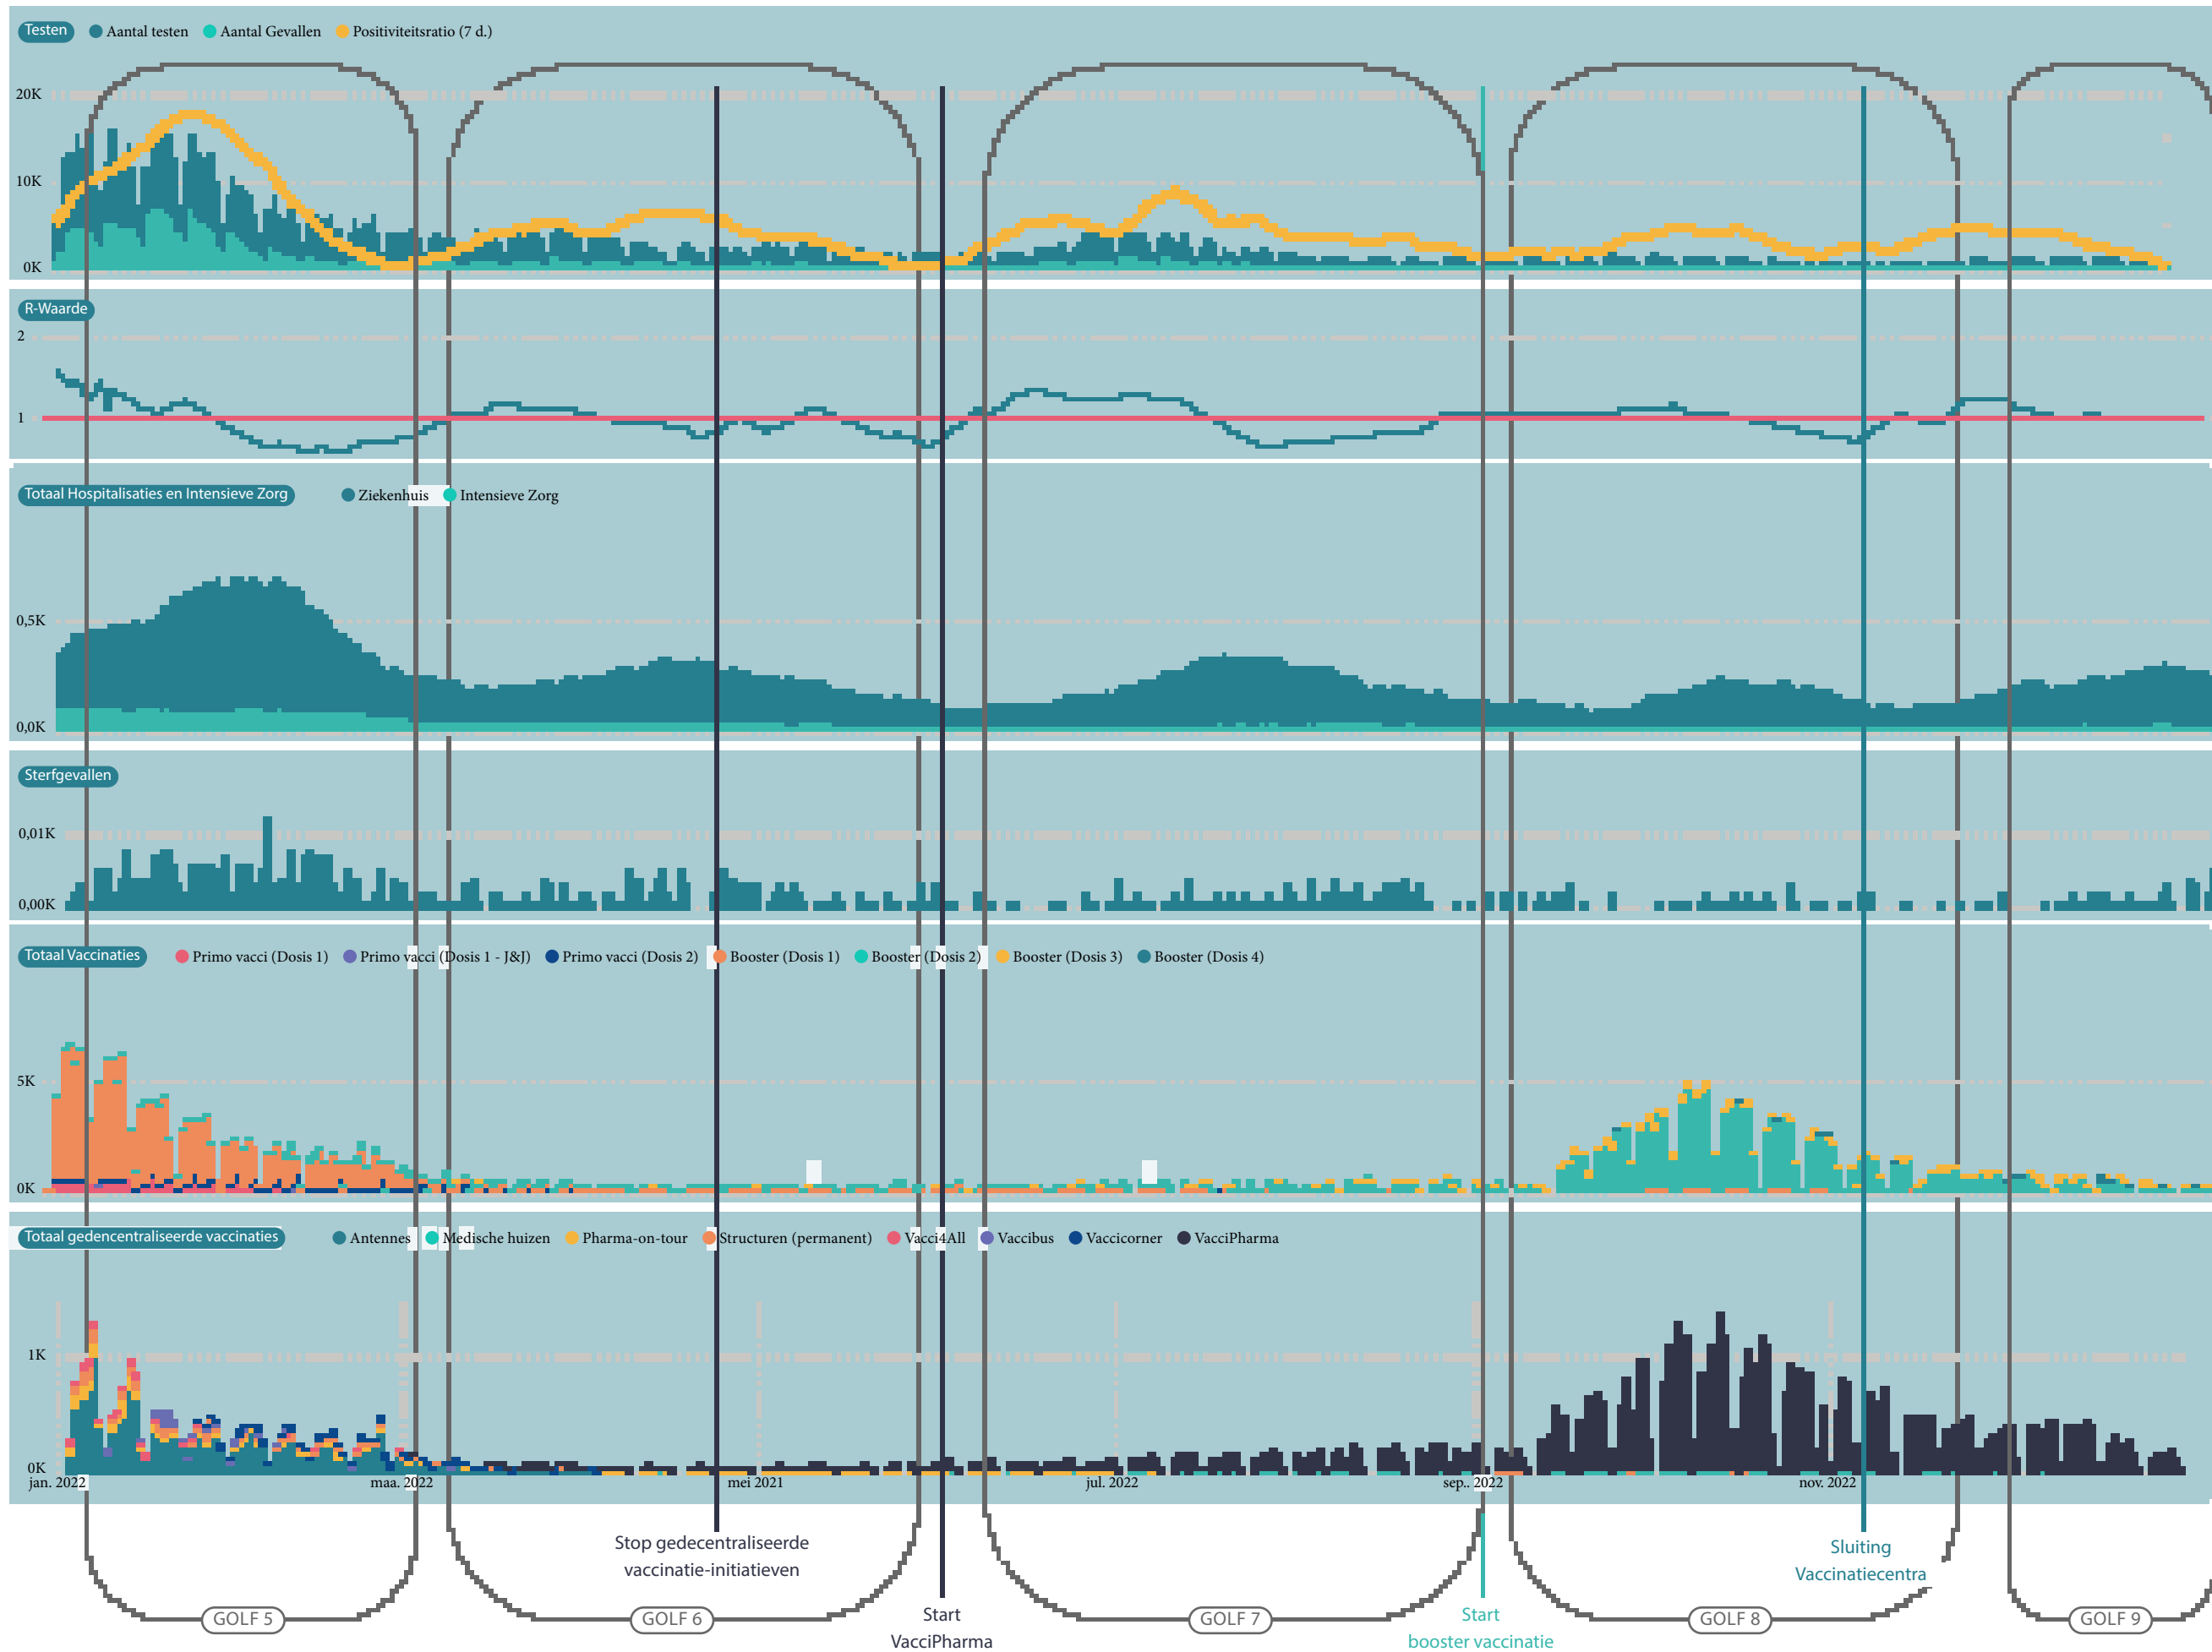 Testen Aantal testen Aantal Gevallen Positiviteitsratio (7 d.)
20K
10K
0K
R-Waarde
2
1
Totaal Hospitalisaties en Intensieve Zorg Ziekenhuis Intensieve Zorg
0,5K
0,0K
Sterfgevallen
0,01K
0,00K
Totaal Vaccinaties Primo vacci (Dosis 1) Primo vacci (Dosis 1 - J&J) Primo vacci (Dosis 2) Booster (Dosis 1) Booster (Dosis 2) Booster (Dosis 3) Booster (Dosis 4)
5K
0K
Totaal gedencentraliseerde vaccinaties Antennes Medische huizen Pharma-on-tour Structuren (permanent) Vacci4All Vaccibus Vaccicorner VacciPharma
1K
0K
jan. 2022 maa. 2022 mei 2021 jul. 2022 sep.. 2022 nov. 2022
Stop gedecentraliseerde
vaccinatie-initiatieven
Sluiting
Vaccinatiecentra
GOLF 5 GOLF 6 GOLF 7 GOLF 8 GOLF 9
Start
VacciPharma
Start
booster vaccinatie